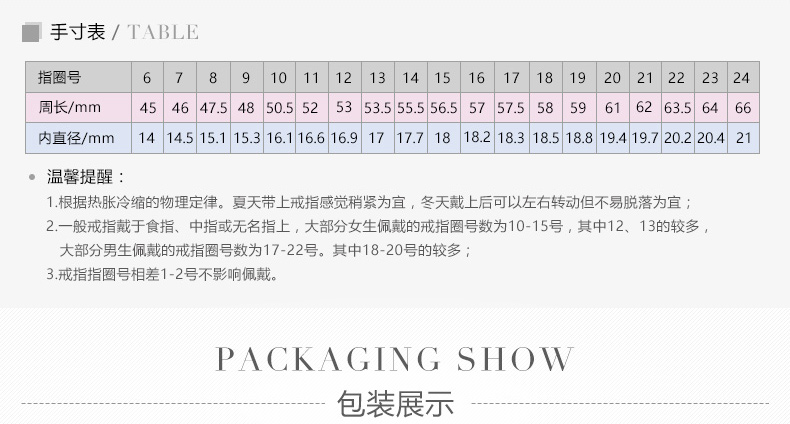 手寸表 / TABLE
指圈号 6 7 8 9 10 11 12 13 14 15 16 17 18 19 20 21 22 23 24
周长/mm 45 46 47.5 48 50.5 52 53 53.5 55.5 56.5 57 57.5 58 59 61 62 63.5 64 66
内直径/mm 14 14.5 15.1 15.3 16.1 16.6 16.9 17 17.7 18 18.2 18.3 18.5 18.8 19.4 19.7 20.2 20.4 21
● 温馨提醒：
1.根据热胀冷缩的物理定律。夏天带上戒指感觉稍紧为宜，冬天戴上后可以左右转动但不易脱落为宜；
2.一般戒指戴于食指、中指或无名指上，大部分女生佩戴的戒指圈号数为10-15号，其中12、13的较多，
大部分男生佩戴的戒指圈号数为17-22号。其中18-20号的较多；
3.戒指指圈号相差1-2号不影响佩戴。
PACKAGING SHOW
包装展示